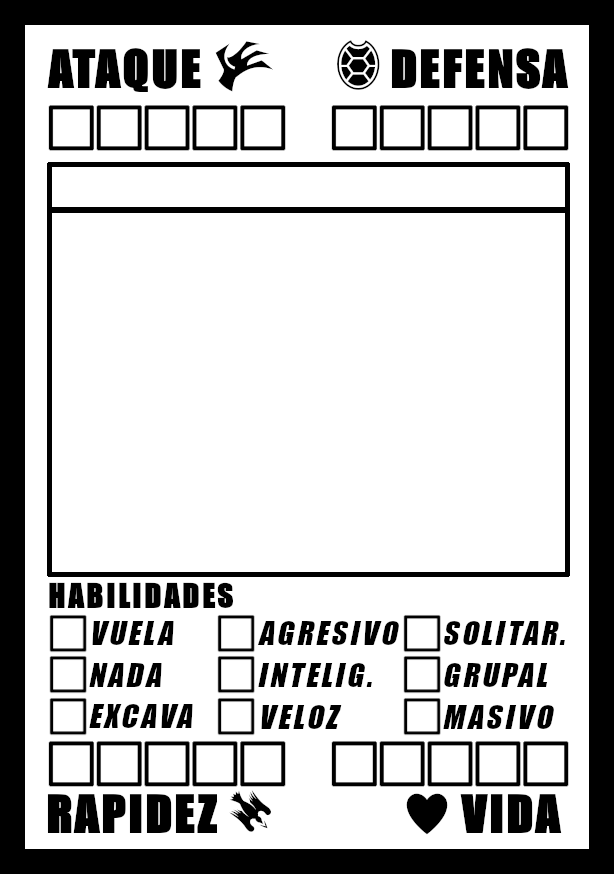 ATAQUE DEFENSA
HABILIDADES
VUELA AGRESIVO SOLITAR.
NADA INTELIG. GRUPAL
EXCAVA VELOZ MASIVO
RAPIDEZ VIDA